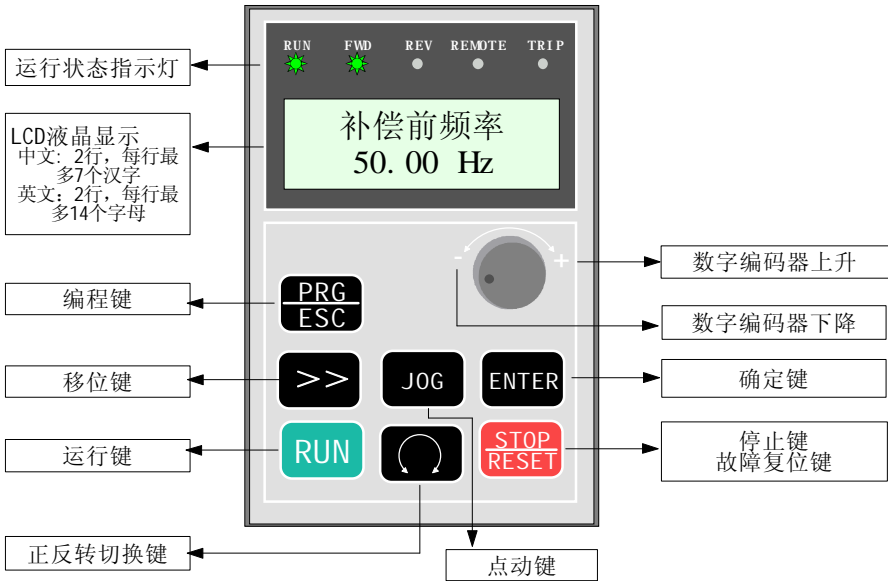 RUN FWD REV REMOTE TRIP
运行状态指示灯
补偿前频率
50.00 Hz
LCD液晶显示
中文: 2行, 每行最
多7个汉字
英文: 2行, 每行最
多14个字母
- +
数字编码器上升
编程键
PRG
ESC
数字编码器下降
移位键
>> JOG ENTER
确定键
运行键
RUN
STOP
RESET
停止键
故障复位键
正反转切换键
点动键